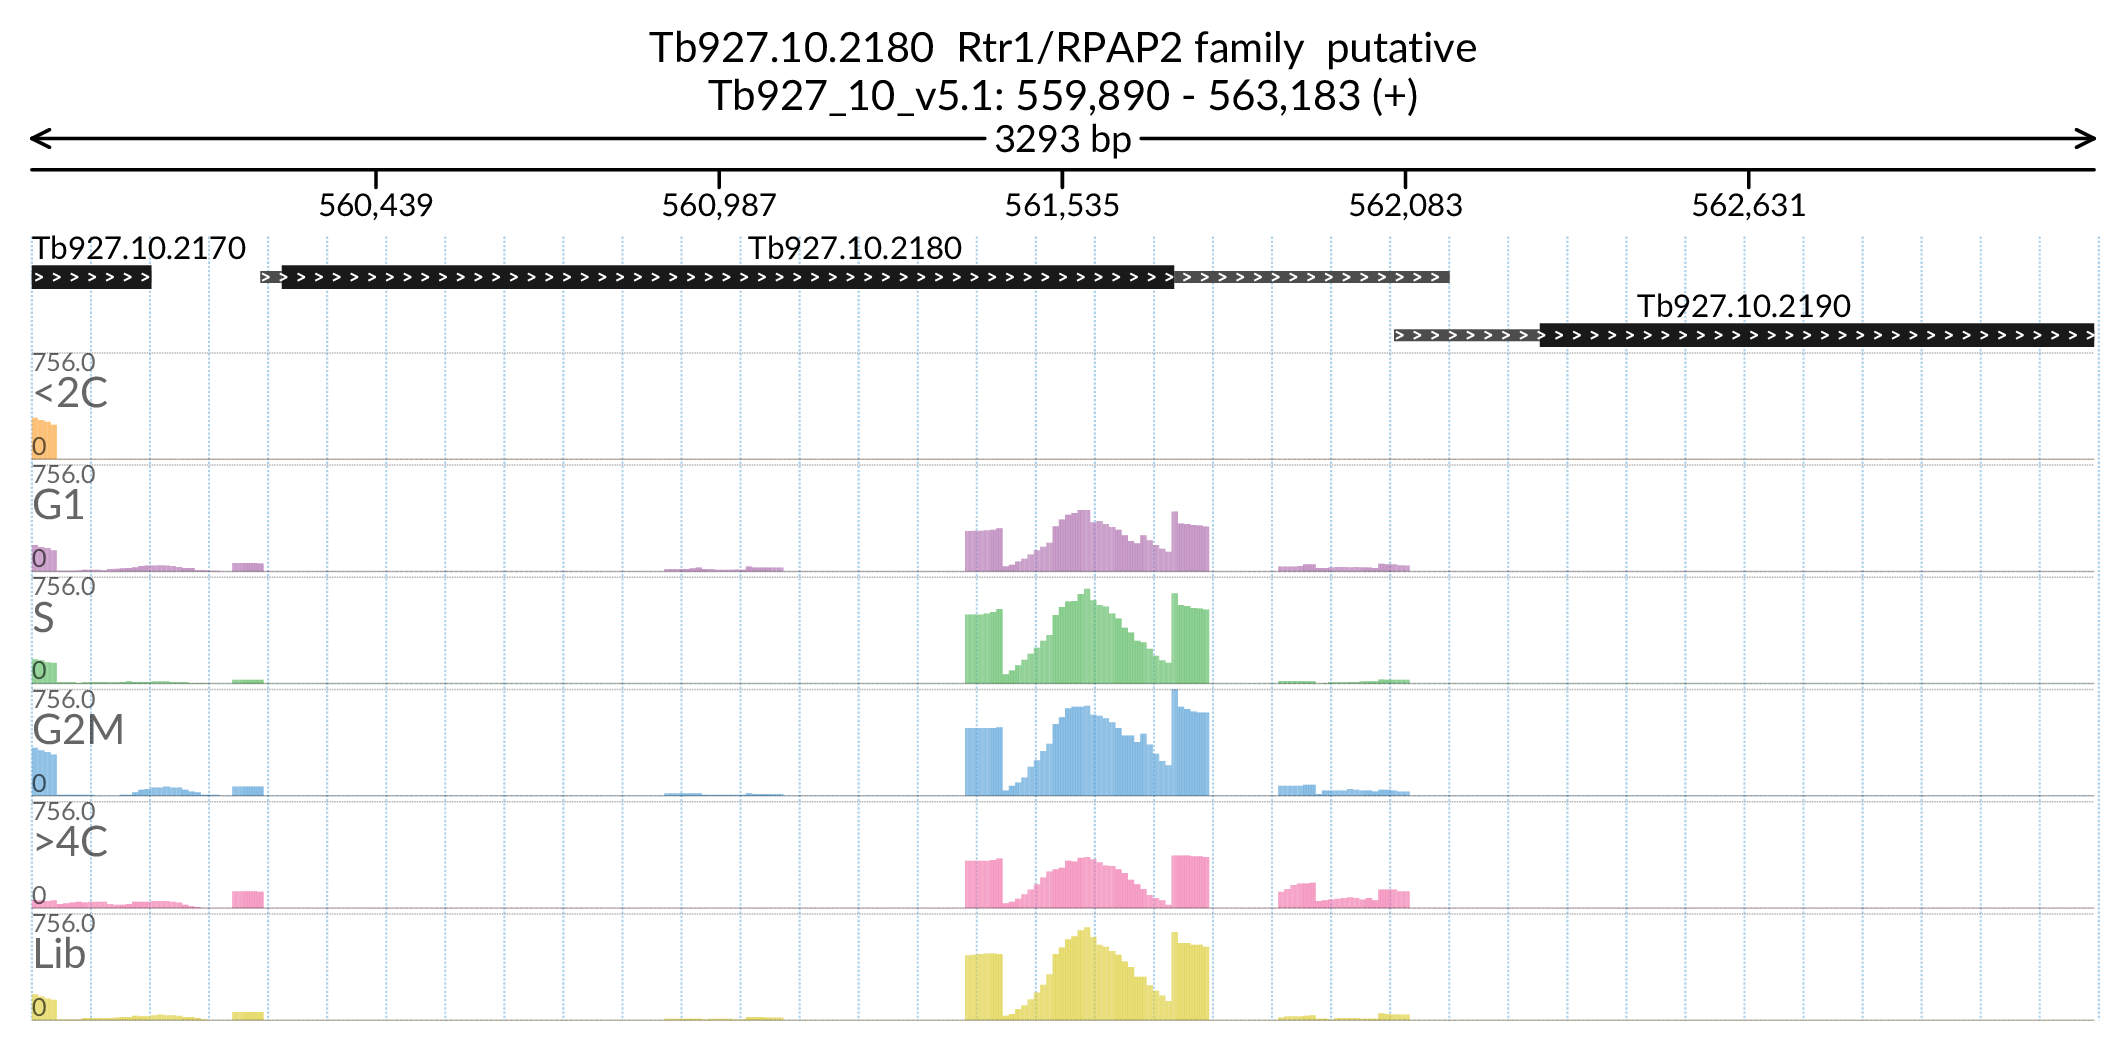 Tb927.10.2180  Rtr1/RPAP2 family  putative
Tb927_10_v5.1: 559,890 - 563,183 (+)
3293 bp
560,439 560,987 561,535 562,083 562,631
Tb927.10.2170 Tb927.10.2180
Tb927.10.2190
756.0
<2C
0
756.0
G1
0
756.0
S
0
756.0
G2M
0
756.0
>4C
0
756.0
Lib
0